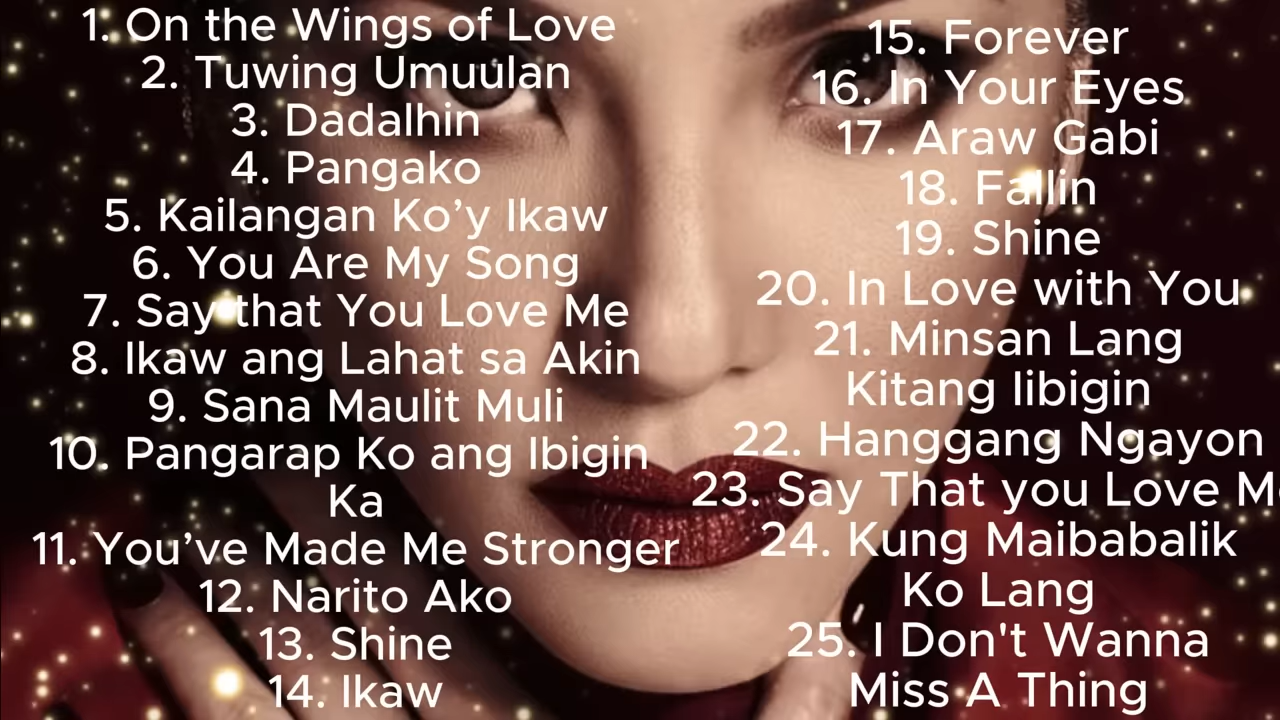 1. On the Wings of Love
2. Tuwing Umuulan
3. Dadalhin
4. Pangako
5. Kailangan Ko’y Ikaw
6. You Are My Song
7. Say that You Love Me
8. Ikaw ang Lahat sa Akin
9. Sana Maulit Muli
10. Pangarap Ko ang Ibigin
Ka
11. You’ve Made Me Stronger
12. Narito Ako
13. Shine
14. Ikaw
15. Forever
16. In Your Eyes
17. Araw Gabi
18. Fallin
19. Shine
20. In Love with You
21. Minsan Lang
Kitang Iibigin
22. Hanggang Ngayon
23. Say That you Love Me
24. Kung Maibabalik
Ko Lang
25. I Don't Wanna
Miss A Thing